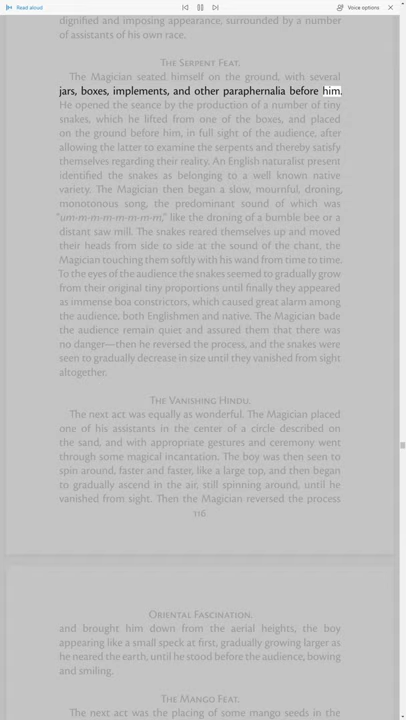 Read aloud
Voice options
dignified and imposing appearance, surrounded by a number
of assistants of his own race.
The Serpent Feat.
The Magician seated himself on the ground, with several
jars, boxes, implements, and other paraphernalia before him.
He opened the seance by the production of a number of tiny
snakes, which he lifted from one of the boxes, and placed
on the ground before him, in full sight of the audience, after
allowing the latter to examine the serpents and thereby satisfy
themselves regarding their reality. An English naturalist present
identified the snakes as belonging to a well known native
variety. The Magician then began a slow, mournful, droning,
monotonous song, the predominant sound of which was
"um-m-m-m-m-m-m," like the droning of a bumble bee or a
distant saw mill. The snakes reared themselves up and moved
their heads from side to side at the sound of the chant, the
Magician touching them softly with his wand from time to time.
To the eyes of the audience the snakes seemed to gradually grow
from their original tiny proportions until finally they appeared
as immense boa constrictors, which caused great alarm among
the audience, both Englishmen and native. The Magician bade
the audience remain quiet and assured them that there was
no danger—then he reversed the process, and the snakes were
seen to gradually decrease in size until they vanished from sight
altogether.
The Vanishing Hindu.
The next act was equally as wonderful. The Magician placed
one of his assistants in the center of a circle described on
the sand, and with appropriate gestures and ceremony went
through some magical incantation. The boy was then seen to
spin around, faster and faster, like a large top, and then began
to gradually ascend in the air, still spinning around, until he
vanished from sight. Then the Magician reversed the process
116
Oriental Fascination.
and brought him down from the aerial heights, the boy
appearing like a small speck at first, gradually growing larger as
he neared the earth, until he stood before the audience, bowing
and smiling.
The Mango Feat.
The next act was the placing of some mango seeds in the